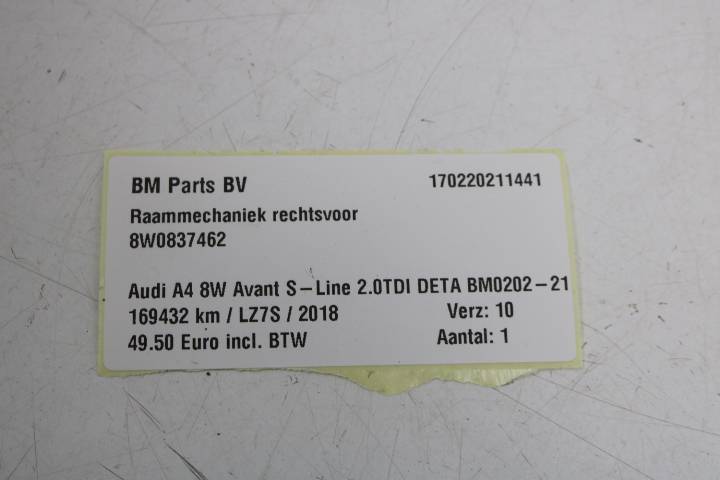 BM Parts BV 170220211441
Raammechaniek rechtsvoor
8W0837462
Audi A4 8W Avant S-Line 2.0TDI DETA BM0202-21
169432 km / LZ7S / 2018 Verz: 10
49.50 Euro incl. BTW Aantal: 1